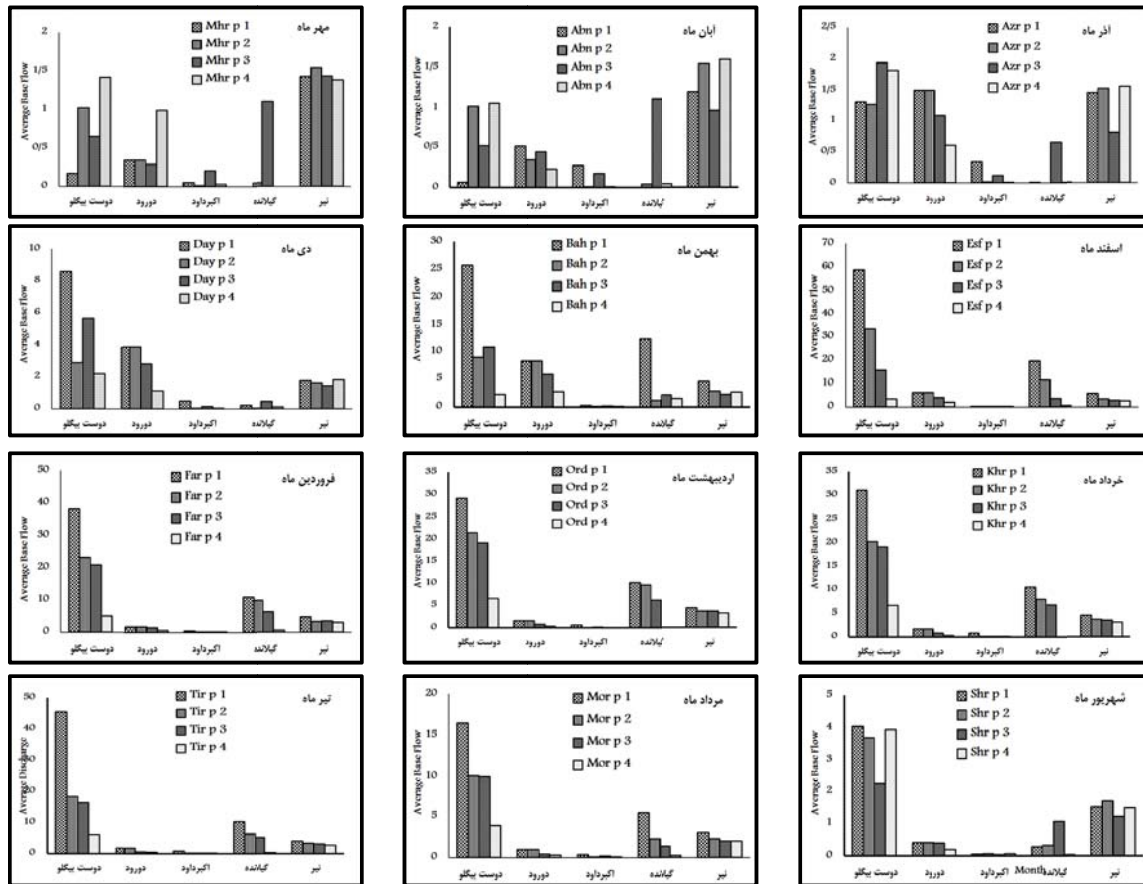 مهر ماه
Mhr p 1
Mhr p 2
Mhr p 3
Mhr p 4
Average Base Flow
2
1/5
1
0/5
0
دوست بیگلو
دورود
اکبرداود
گیلانده
نیر
آبان ماه
Abn p 1
Abn p 2
Abn p 3
Abn p 4
Average Base Flow
2
1/5
1
0/5
0
دوست بیگلو
دورود
اکبرداود
گیلانده
نیر
آذر ماه
Azr p 1
Azr p 2
Azr p 3
Azr p 4
Average Base Flow
2/5
2
1/5
1
0/5
0
دوست بیگلو
دورود
اکبرداود
گیلانده
نیر
دی ماه
Day p 1
Day p 2
Day p 3
Day p 4
Average Base Flow
10
8
6
4
2
0
دوست بیگلو
دورود
اکبرداود
گیلانده
نیر
بهمن ماه
Bah p 1
Bah p 2
Bah p 3
Bah p 4
Average Base Flow
30
25
20
15
10
5
0
دوست بیگلو
دورود
اکبرداود
گیلانده
نیر
اسفند ماه
Esf p 1
Esf p 2
Esf p 3
Esf p 4
Average Base Flow
70
60
50
40
30
20
10
0
دوست بیگلو
دورود
اکبرداود
گیلانده
نیر
فروردین ماه
Far p 1
Far p 2
Far p 3
Far p 4
Average Base Flow
50
40
30
20
10
0
دوست بیگلو
دورود
اکبرداود
گیلانده
نیر
اردیبهشت ماه
Ord p 1
Ord p 2
Ord p 3
Ord p 4
Average Base Flow
35
30
25
20
15
10
5
0
دوست بیگلو
دورود
اکبرداود
گیلانده
نیر
خرداد ماه
Khr p 1
Khr p 2
Khr p 3
Khr p 4
Average Base Flow
35
30
25
20
15
10
5
0
دوست بیگلو
دورود
اکبرداود
گیلانده
نیر
تیر ماه
Tir p 1
Tir p 2
Tir p 3
Tir p 4
Average Discharge
50
40
30
20
10
0
دوست بیگلو
دورود
اکبرداود
گیلانده
نیر
مرداد ماه
Mor p 1
Mor p 2
Mor p 3
Mor p 4
Average Base Flow
20
15
10
5
0
دوست بیگلو
دورود
اکبرداود
گیلانده
نیر
شهریور ماه
Shr p 1
Shr p 2
Shr p 3
Shr p 4
Average Base Flow
5
4
3
2
1
0
دوست بیگلو
دورود
اکبرداود
گیلانده
نیر
Month